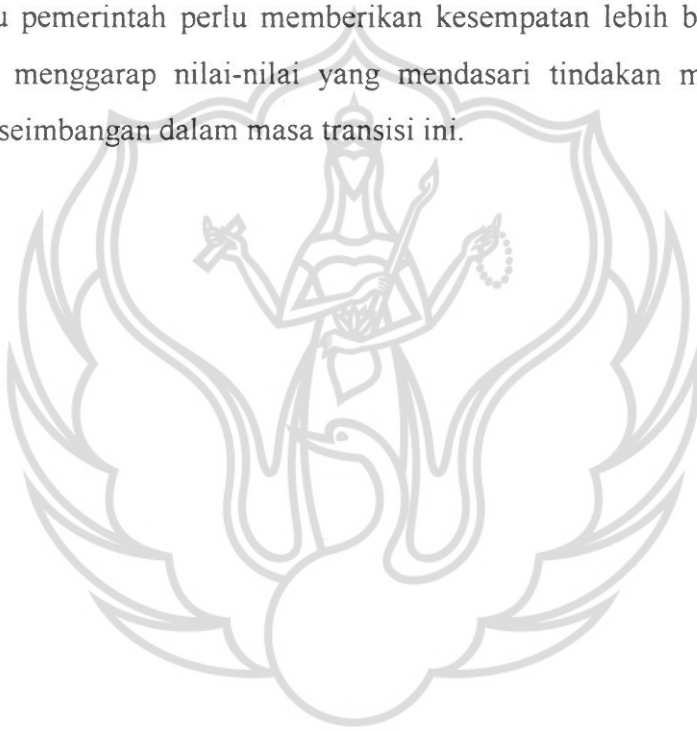 pemerintah perlu memberikan kesempatan lebih
menggarap nilai-nilai yang mendasari tindakan
seimbangan dalam masa transisi ini.